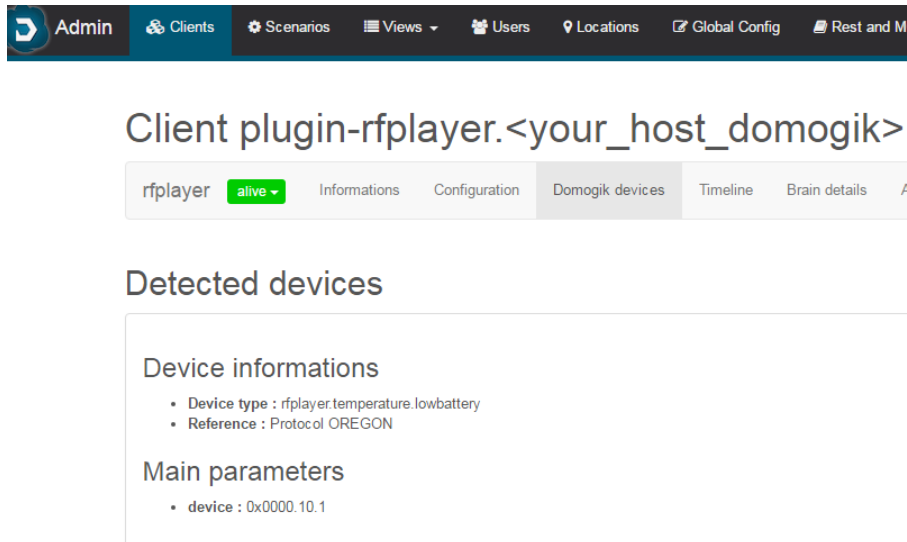 Admin Clients Scenarios Views Users Locations Global Config Rest and M
Client plugin-rfplayer.<your_host_domogik>
rfplayer alive Informations Configuration Domogik devices Timeline Brain details A
Detected devices
Device informations
Device type : rfplayer.temperature.lowbattery
Reference : Protocol OREGON
Main parameters
device : 0x0000.10.1